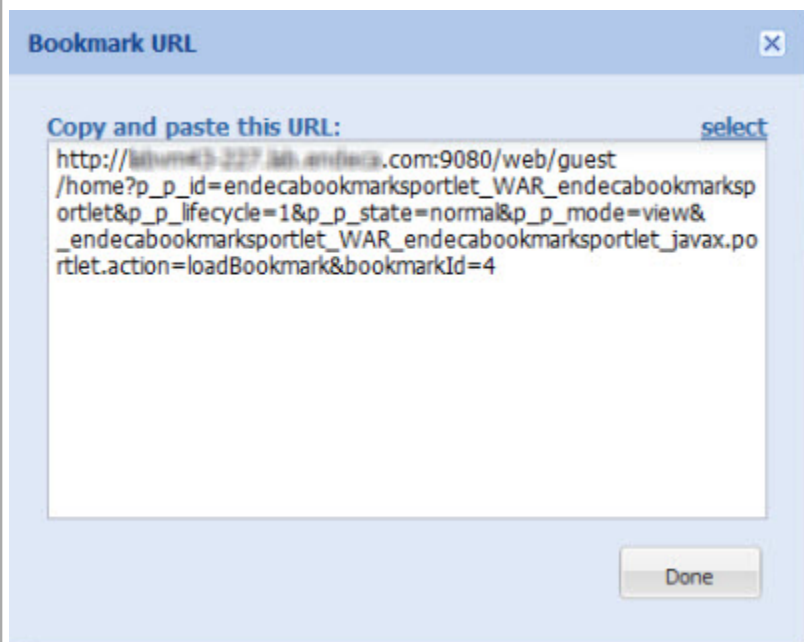 Bookmark URL
Copy and paste this URL: select
http:// .com:9080/web/guest
/home?p_p_id=endecabookmarksportlet_WAR_endecabookmarksp
ortlet&p_p_lifecycle=1&p_p_state=normal&p_p_mode=view&
_endecabookmarksportlet_WAR_endecabookmarksportlet_javax.po
rtlet.action=loadBookmark&bookmarkId=4
Done